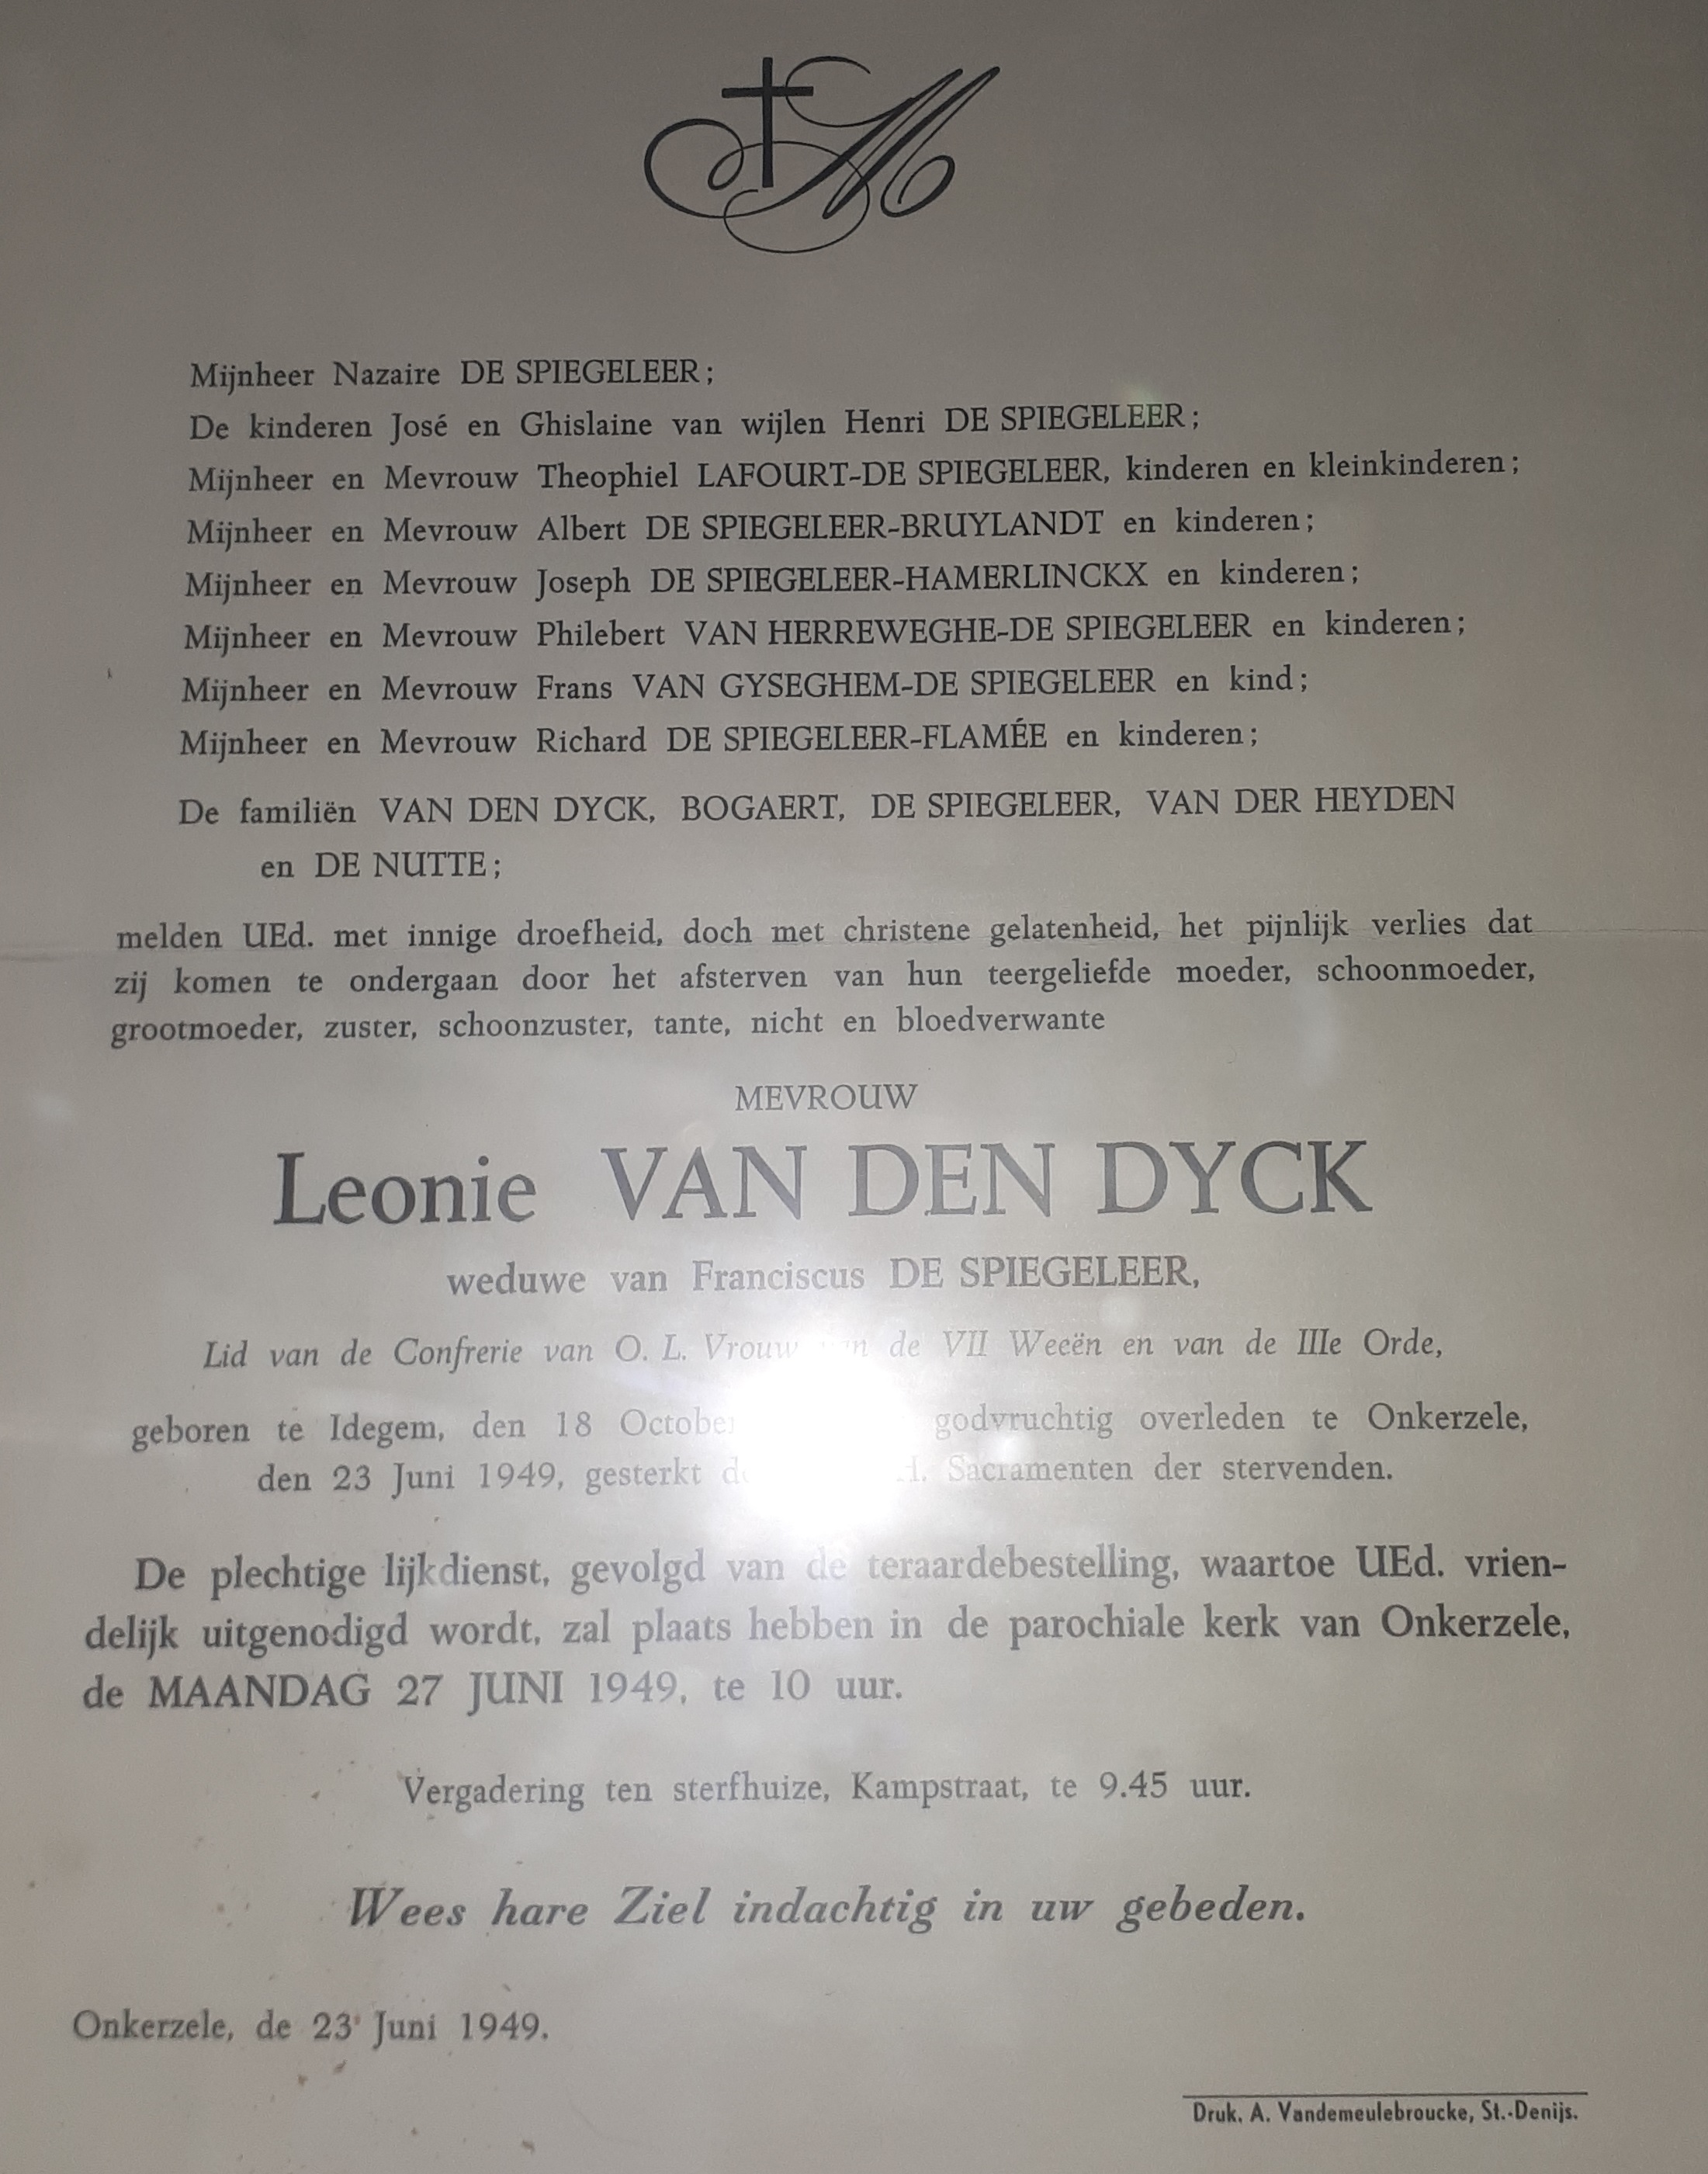 M
Mijnheer Nazaire DE SPIEGELEER;
De kinderen José en Ghislaine van wijlen Henri DE SPIEGELEER;
Mijnheer en Mevrouw Theophiel LAFOURT-DE SPIEGELEER, kinderen en kleinkinderen;
Mijnheer en Mevrouw Albert DE SPIEGELEER-BRUYLANDT en kinderen;
Mijnheer en Mevrouw Joseph DE SPIEGELEER-HAMERLINCKX en kinderen;
Mijnheer en Mevrouw Philebert VAN HERREWEGHE-DE SPIEGELEER en kinderen;
Mijnheer en Mevrouw Frans VAN GYSEGHEM-DE SPIEGELEER en kind;
Mijnheer en Mevrouw Richard DE SPIEGELEER-FLAMÉE en kinderen;
De familiën VAN DEN DYCK, BOGAERT, DE SPIEGELEER, VAN DER HEYDEN
en DE NUTTE;
melden UEd. met innige droefheid, doch met christene gelatenheid, het pijnlijk verlies dat
zij komen te ondergaan door het afsterven van hun teergeliefde moeder, schoonmoeder,
grootmoeder, zuster, schoonzuster, tante, nicht en bloedverwante
MEVROUW
Leonie VAN DEN DYCK
weduwe van Franciscus DE SPIEGELEER,
Lid van de Confrerie van O. L. Vrouw de VII Weeën en van de IIIe Orde,
geboren te Idegem, den 18 October godvruchtig overleden te Onkerzele,
den 23 Juni 1949, gesterkt Sacramenten der stervenden.
De plechtige lijkdienst, gevolgd van de teraardebestelling, waartoe UEd. vrien-
delijk uitgenodigd wordt, zal plaats hebben in de parochiale kerk van Onkerzele,
de MAANDAG 27 JUNI 1949, te 10 uur.
Vergadering ten sterfhuize, Kampstraat, te 9.45 uur.
Wees hare Ziel indachtig in uw gebeden.
Onkerzele, de 23 Juni 1949.
Druk. A. Vandemeulebroucke, St.-Denijs.